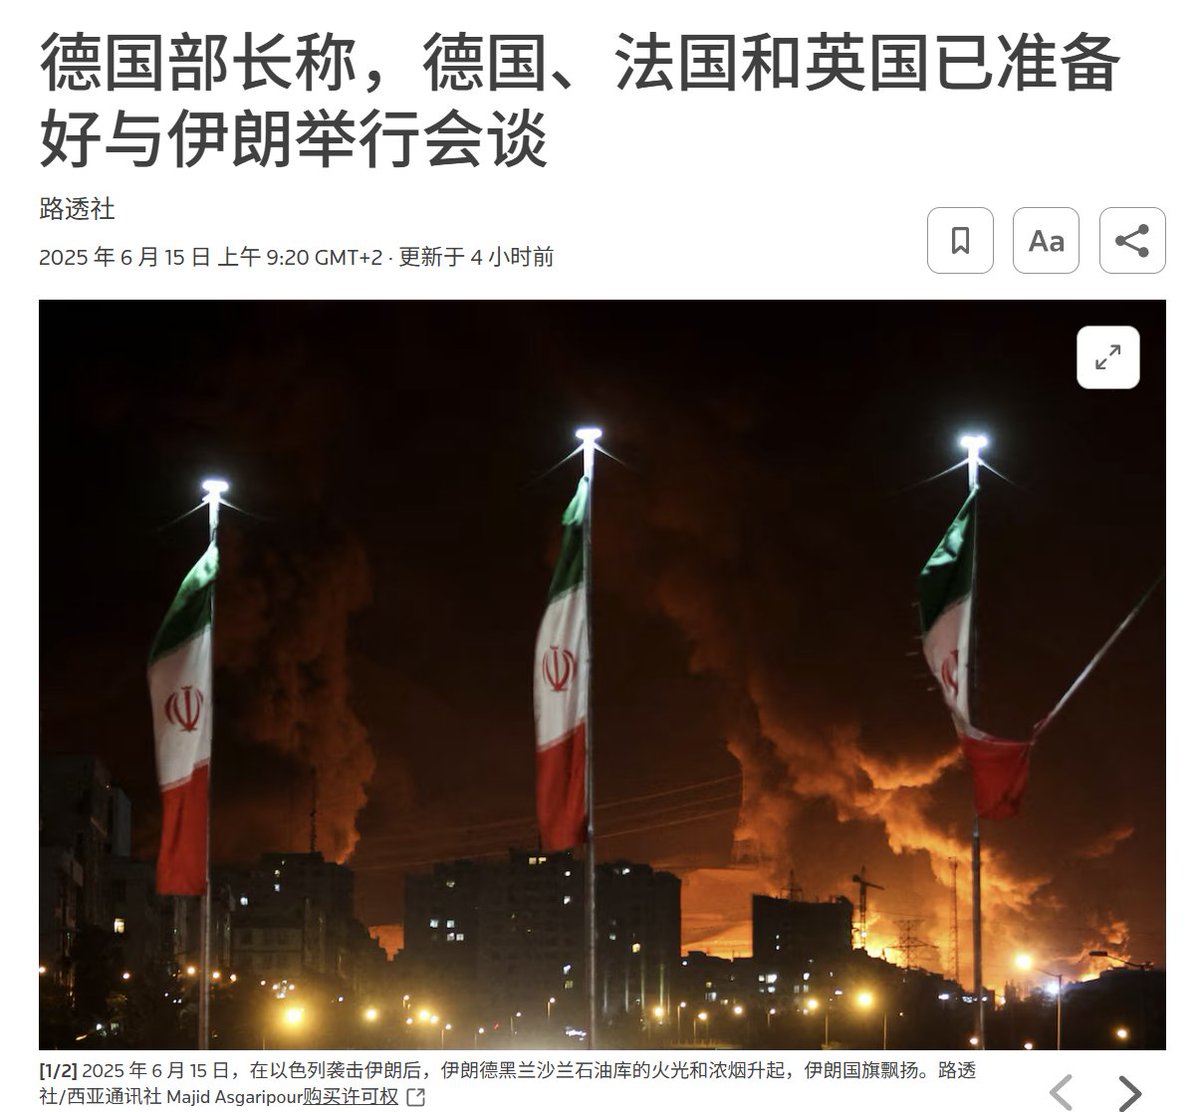 德国部长称，德国、法国和英国已准备
好与伊朗举行会谈
路透社
2025 年 6 月 15 日 上午 9:20 GMT+2 · 更新于 4 小时前
Aa
[1/2] 2025 年 6 月 15 日，在以色列袭击伊朗后，伊朗德黑兰沙兰石油库的火光和浓烟升起，伊朗国旗飘扬。路透
社/西亚通讯社 Majid Asgaripour购买许可权